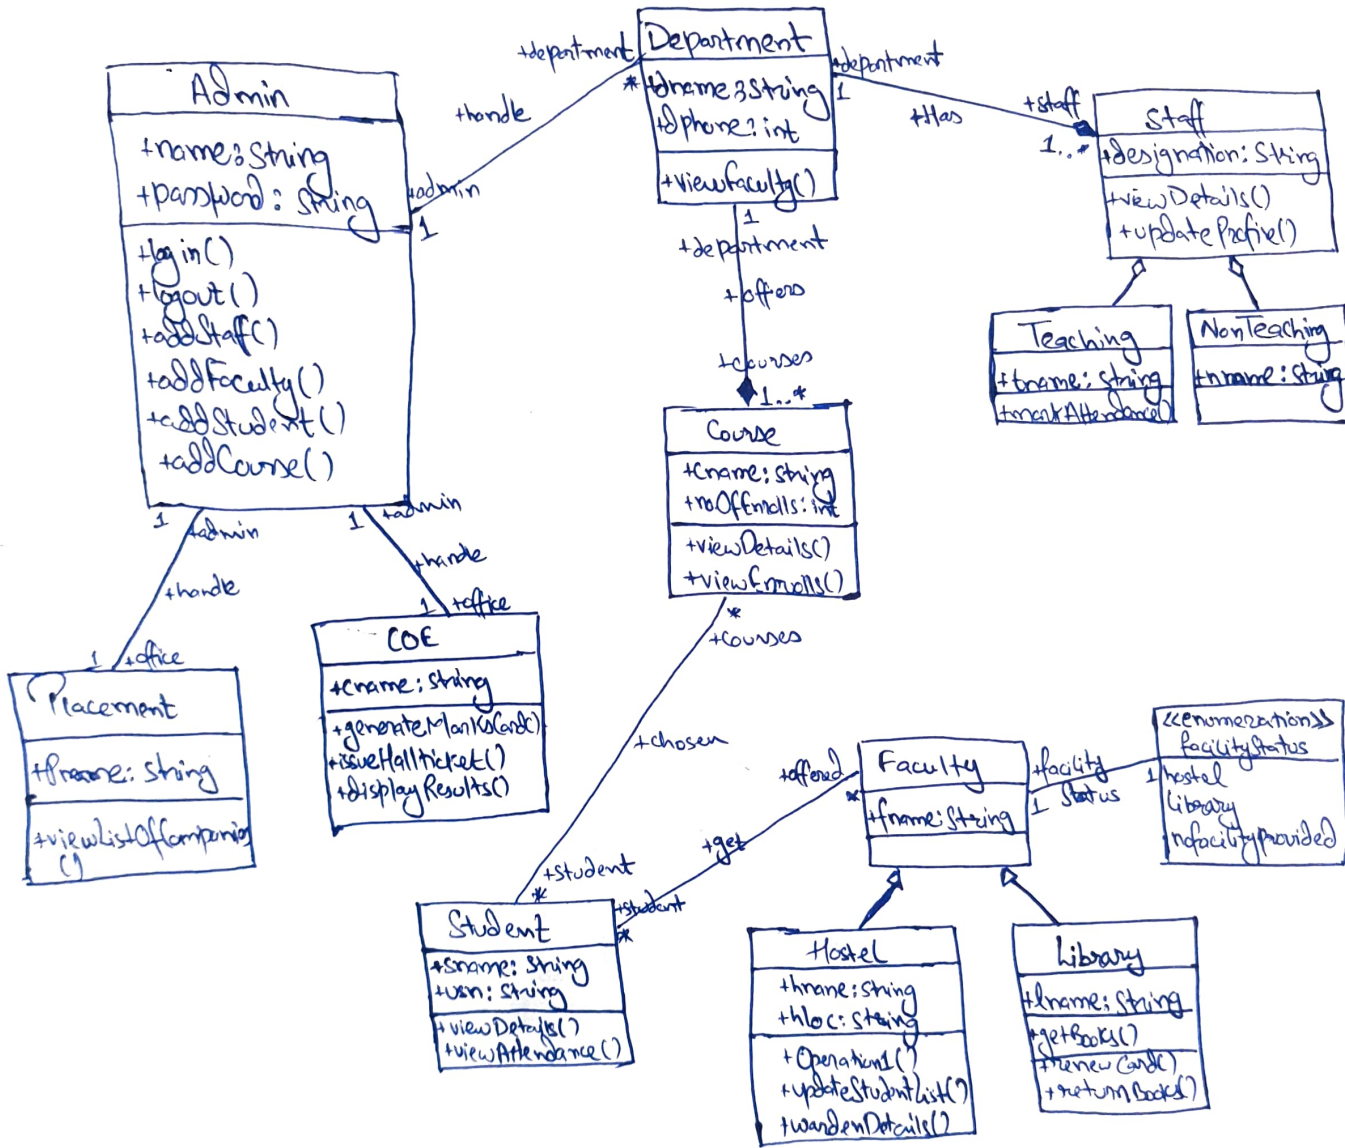 Department
+dname:String
+dphone:int
+viewFaculty()
+department
*
+handle
+admin
1
+department
1
+Has
+staff
1..*
Admin
+name:String
+password:String
+login()
+logout()
+addStaff()
+addFaculty()
+addStudent()
+addCourse()
Staff
+designation:String
+viewDetails()
Teaching
+tname:String
+markAttendance()
NonTeaching
+nname:String
1
+department
+offers
+courses
1..*
Course
+Cname:String
+noOfEnrolls:int
+viewDetails()
+viewEnrolls()
1
+admin
+handle
1
+office
1
+admin
+handle
1
+office
Placement
+Pname:String
+viewListOfCompanies
()
COE
+cname:String
+generateMarksCard()
+issueHallticket()
+displayResults()
*
+courses
+chosen
+student
*
+offered
*
+get
+student
*
Faculty
+fname:String
+facility
Status
1
1
<<enumeration>>
facilityStatus
hostel
Library
nofacilityProvided
Student
+sname:String
+usn:String
+viewDetails()
+viewAttendance()
Hostel
+hname:String
+hloc:String
+Operation1()
+updateStudentList()
+wardenDetails()
Library
+lname:String
+getBooks()
+renewCard()
+returnBooks()